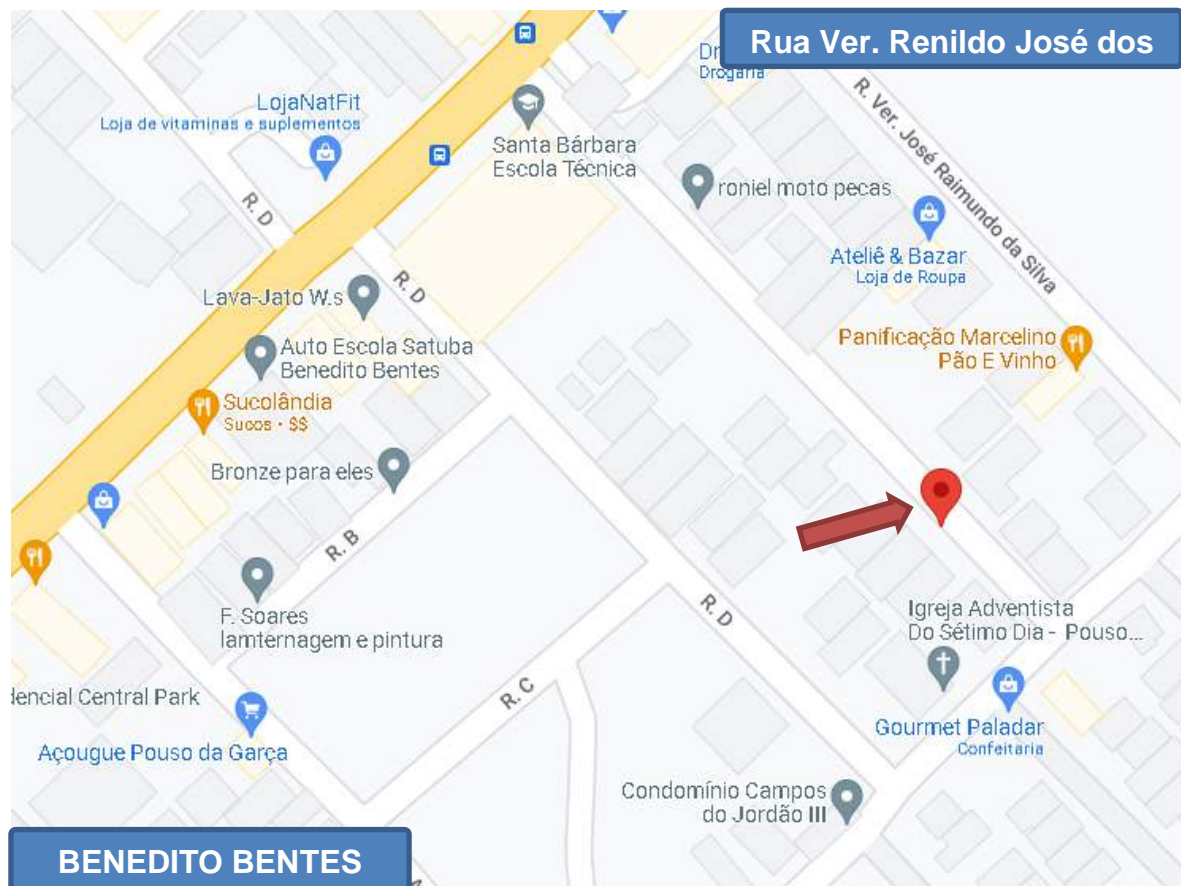 Rua Ver. Renildo José dos
Drogaria
LojaNatFit
Loja de vitaminas e suplementos
Santa Bárbara
Escola Técnica
R. Ver. José Raimundo da Silva
roniel moto pecas
R. D
Ateliê & Bazar
Loja de Roupa
Lava-Jato W.s
R. D
Auto Escola Satuba
Benedito Bentes
Panificação Marcelino
Pão E Vinho
Sucolândia
Sucos · $$
Bronze para eles
R. B
F. Soares
lamternagem e pintura
R. D
Igreja Adventista
Do Sétimo Dia - Pouso...
dencial Central Park
R. C
Açougue Pouso da Garça
Gourmet Paladar
Confeitaria
Condomínio Campos
do Jordão III
BENEDITO BENTES